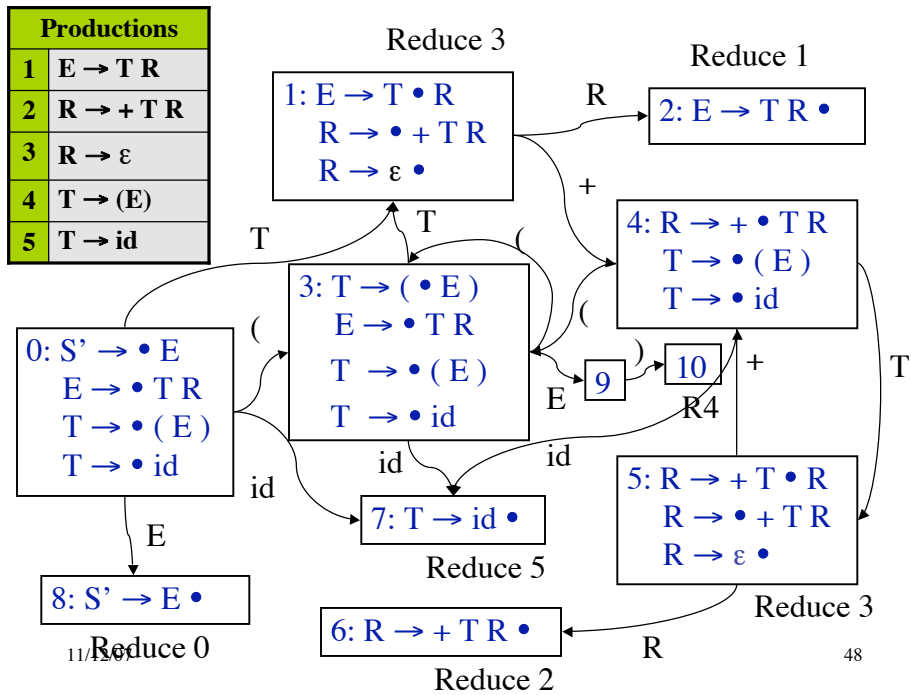 Productions
1 E → T R
2 R → + T R
3 R → ε
4 T → (E)
5 T → id
Reduce 3
1: E → T • R
R → • + T R
R → ε •
R
Reduce 1
2: E → T R •
+
T
T
(
(
(
3: T → ( • E )
E → • T R
T → • ( E )
T → • id
4: R → + • T R
T → • ( E )
T → • id
0: S’ → • E
E → • T R
T → • ( E )
T → • id
E
9
)
10
R4
+
T
id
id
id
5: R → + T • R
R → • + T R
R → ε •
7: T → id •
Reduce 5
E
8: S’ → E •
Reduce 0
6: R → + T R •
Reduce 2
R
Reduce 3
48